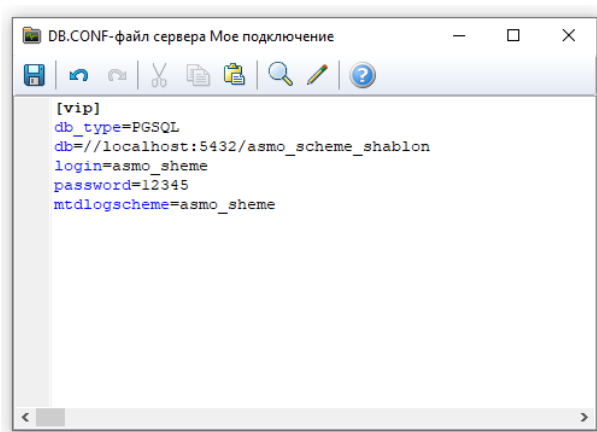 DB.CONF-файл сервера Мое подключение
[vip]
db_type=PGSQL
db=//localhost:5432/asmo_scheme_shablon
login=asmo_sheme
password=12345
mtdlogscheme=asmo_sheme